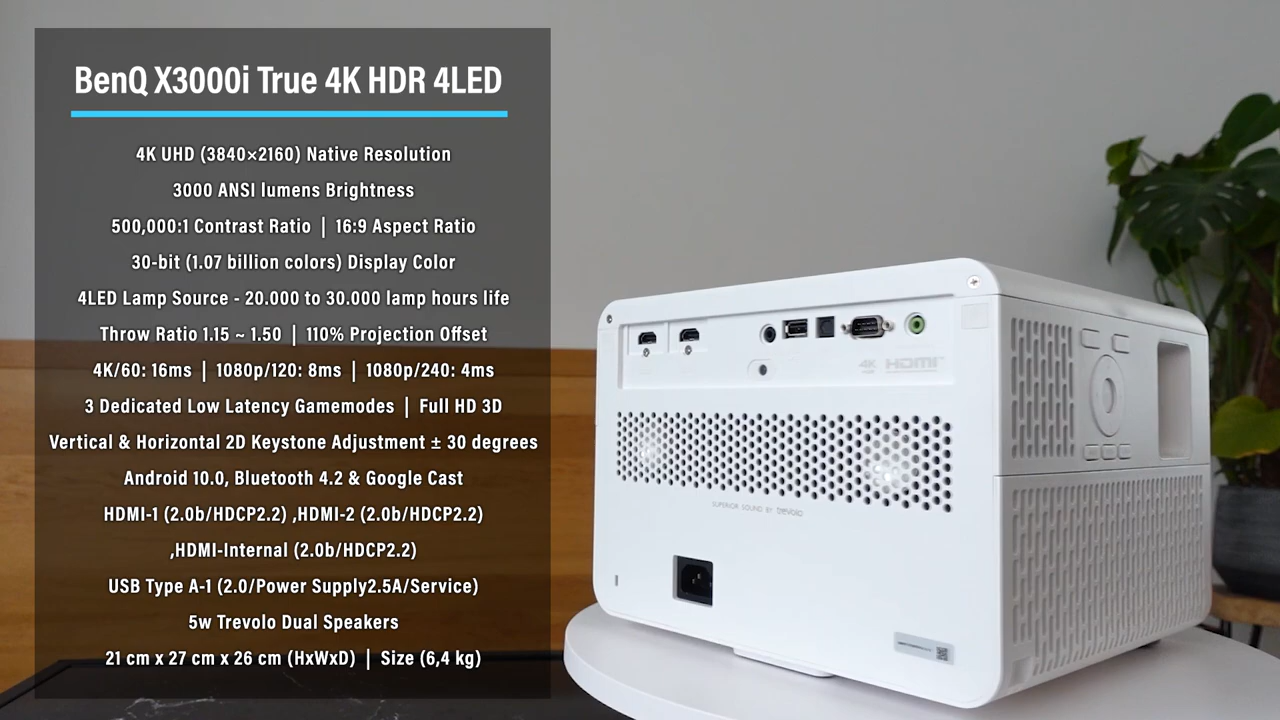 BenQ X3000i True 4K HDR 4LED
4K UHD (3840×2160) Native Resolution
3000 ANSI lumens Brightness
500,000:1 Contrast Ratio | 16:9 Aspect Ratio
30-bit (1.07 billion colors) Display Color
4LED Lamp Source - 20.000 to 30.000 lamp hours life
Throw Ratio 1.15 ~ 1.50 | 110% Projection Offset
4K/60: 16ms | 1080p/120: 8ms | 1080p/240: 4ms
3 Dedicated Low Latency Gamemodes | Full HD 3D
Vertical & Horizontal 2D Keystone Adjustment ± 30 degrees
Android 10.0, Bluetooth 4.2 & Google Cast
HDMI-1 (2.0b/HDCP2.2) ,HDMI-2 (2.0b/HDCP2.2)
,HDMI-Internal (2.0b/HDCP2.2)
USB Type A-1 (2.0/Power Supply2.5A/Service)
5w Trevolo Dual Speakers
21 cm x 27 cm x 26 cm (HxWxD) | Size (6,4 kg)
4K HDMI
SUPERIOR SOUND BY trevolo